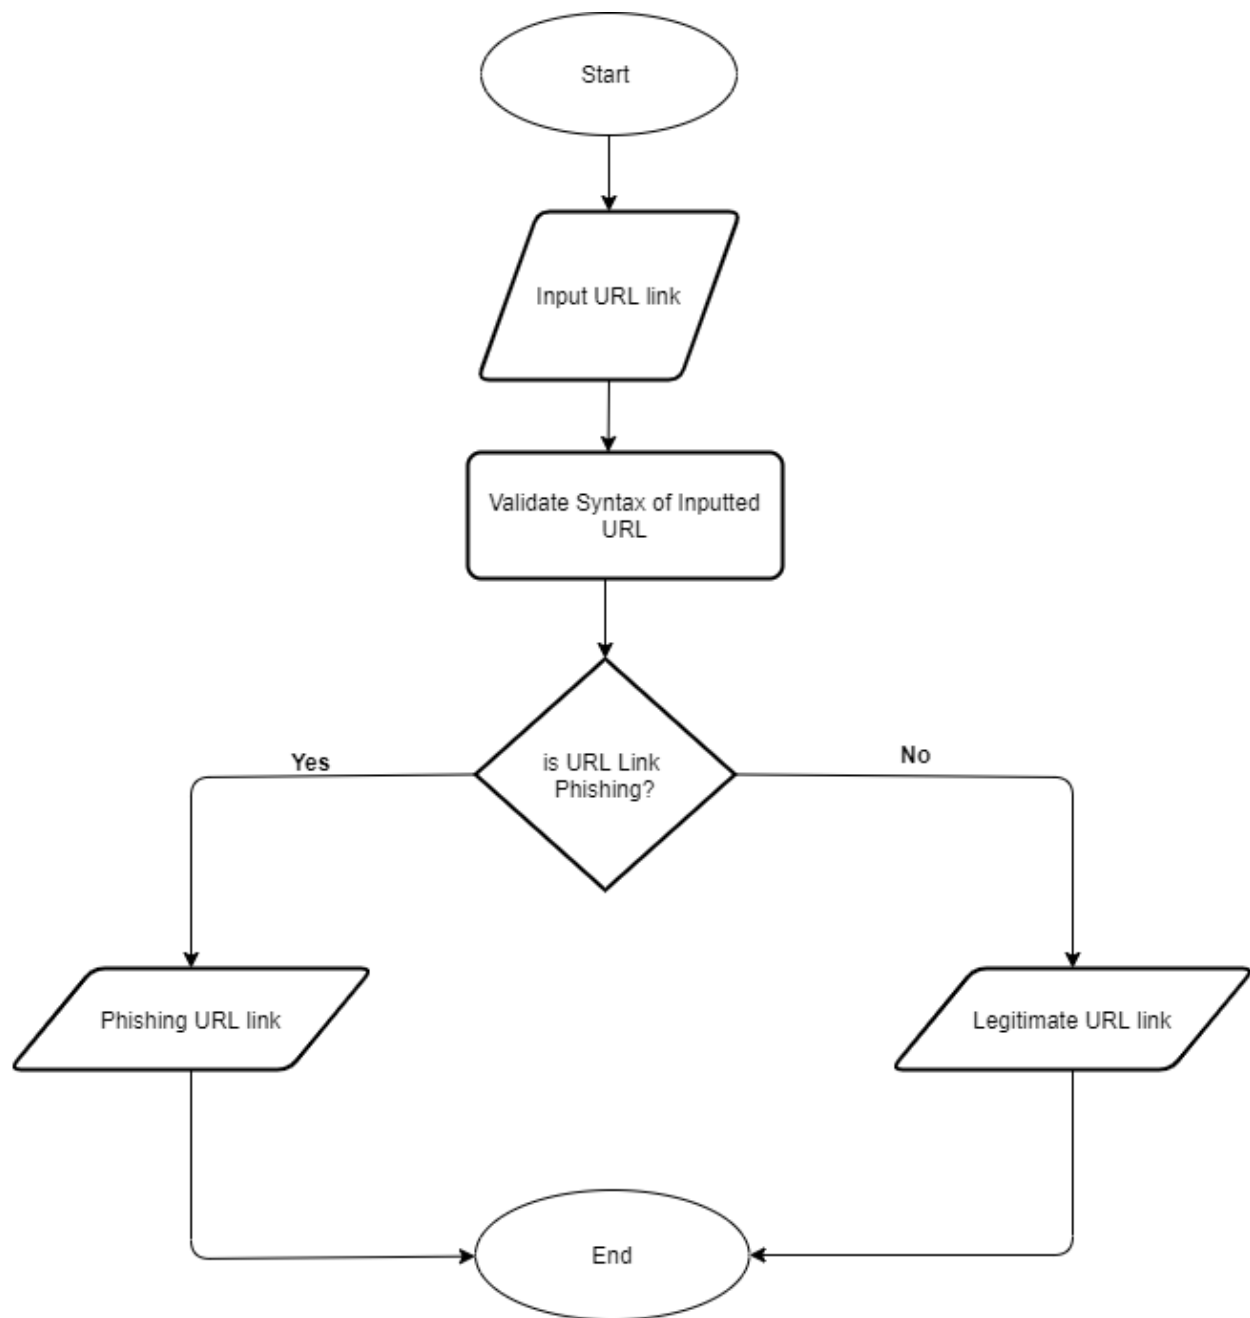 Start
Input URL link
Validate Syntax of Inputted
URL
is URL Link
Phishing?
Yes
No
Phishing URL link
Legitimate URL link
End